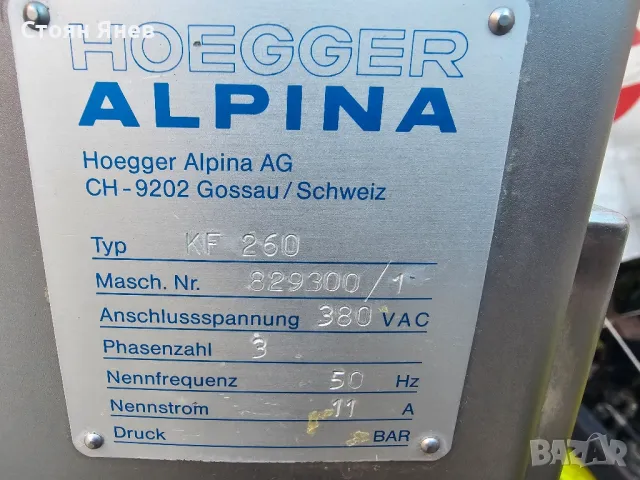 Стоян Янев
HOEGGER
ALPINA
Hoegger Alpina AG
CH-9202 Gossau/Schweiz
Typ KF 260
Masch. Nr. 829300/1
Anschlussspannung 380 VAC
Phasenzahl 3
Nennfrequenz 50 Hz
Nennstrom 11 A
Druck BAR
BAZAR